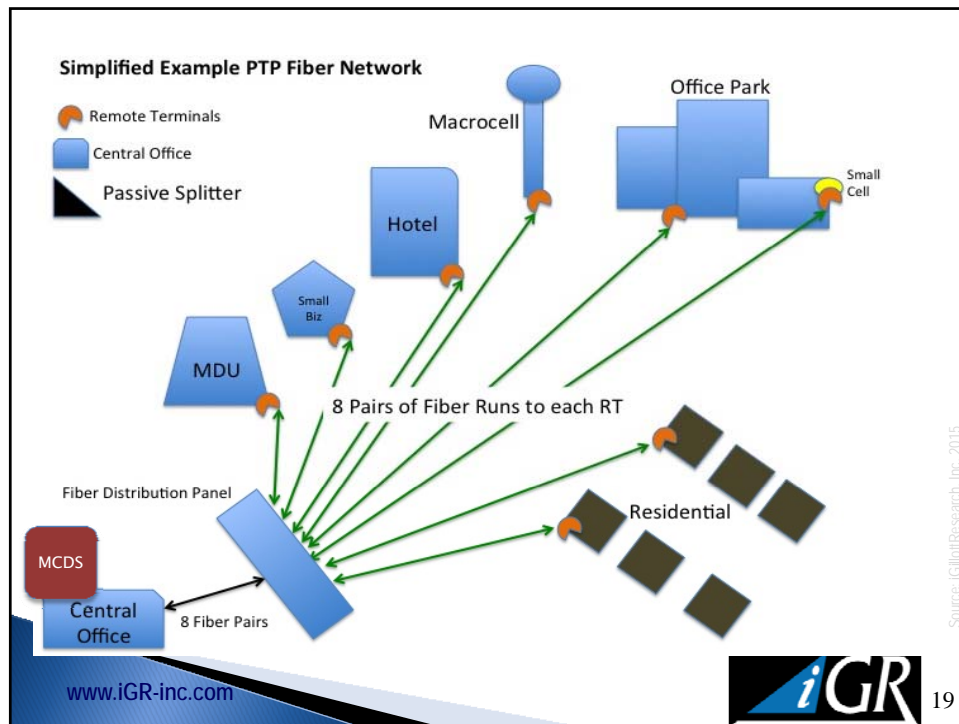 Simplified Example PTP Fiber Network
Remote Terminals
Central Office
Passive Splitter
Macrocell
Office Park
Small
Cell
Hotel
Small
Biz
MDU
8 Pairs of Fiber Runs to each RT
Fiber Distribution Panel
Residential
MCDS
Central
Office
8 Fiber Pairs
Source: iGillottResearch Inc, 2015
www.iGR-inc.com
iGR
19